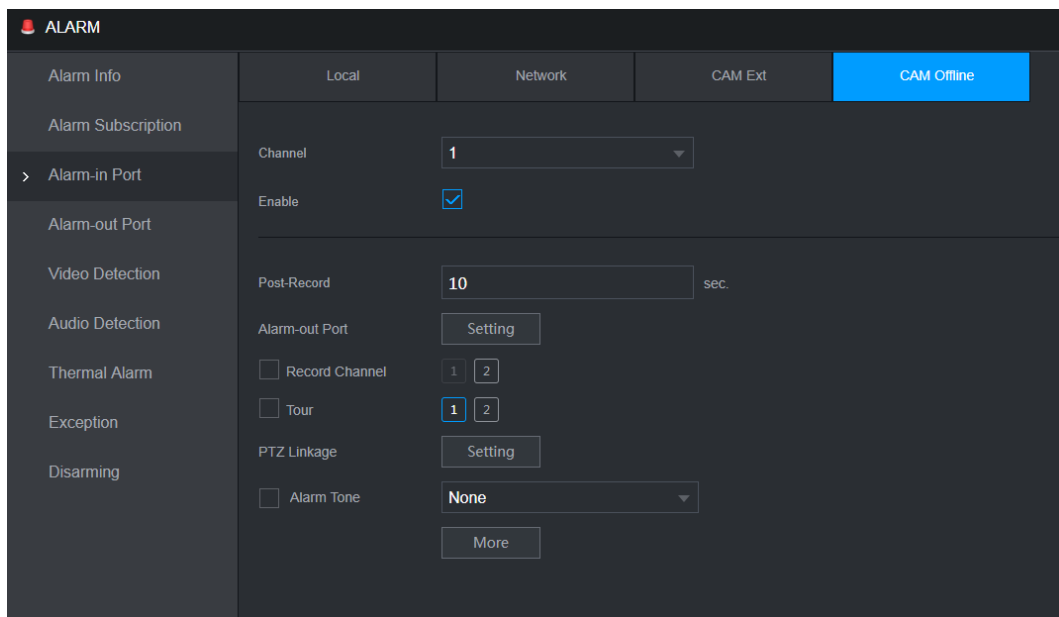 ALARM
Alarm Info
Alarm Subscription
> Alarm-in Port
Alarm-out Port
Video Detection
Audio Detection
Thermal Alarm
Exception
Disarming
Local Network CAM Ext CAM Offline
Channel 1
Enable
Post-Record 10 sec.
Alarm-out Port Setting
Record Channel 1 2
Tour 1 2
PTZ Linkage Setting
Alarm Tone None
More